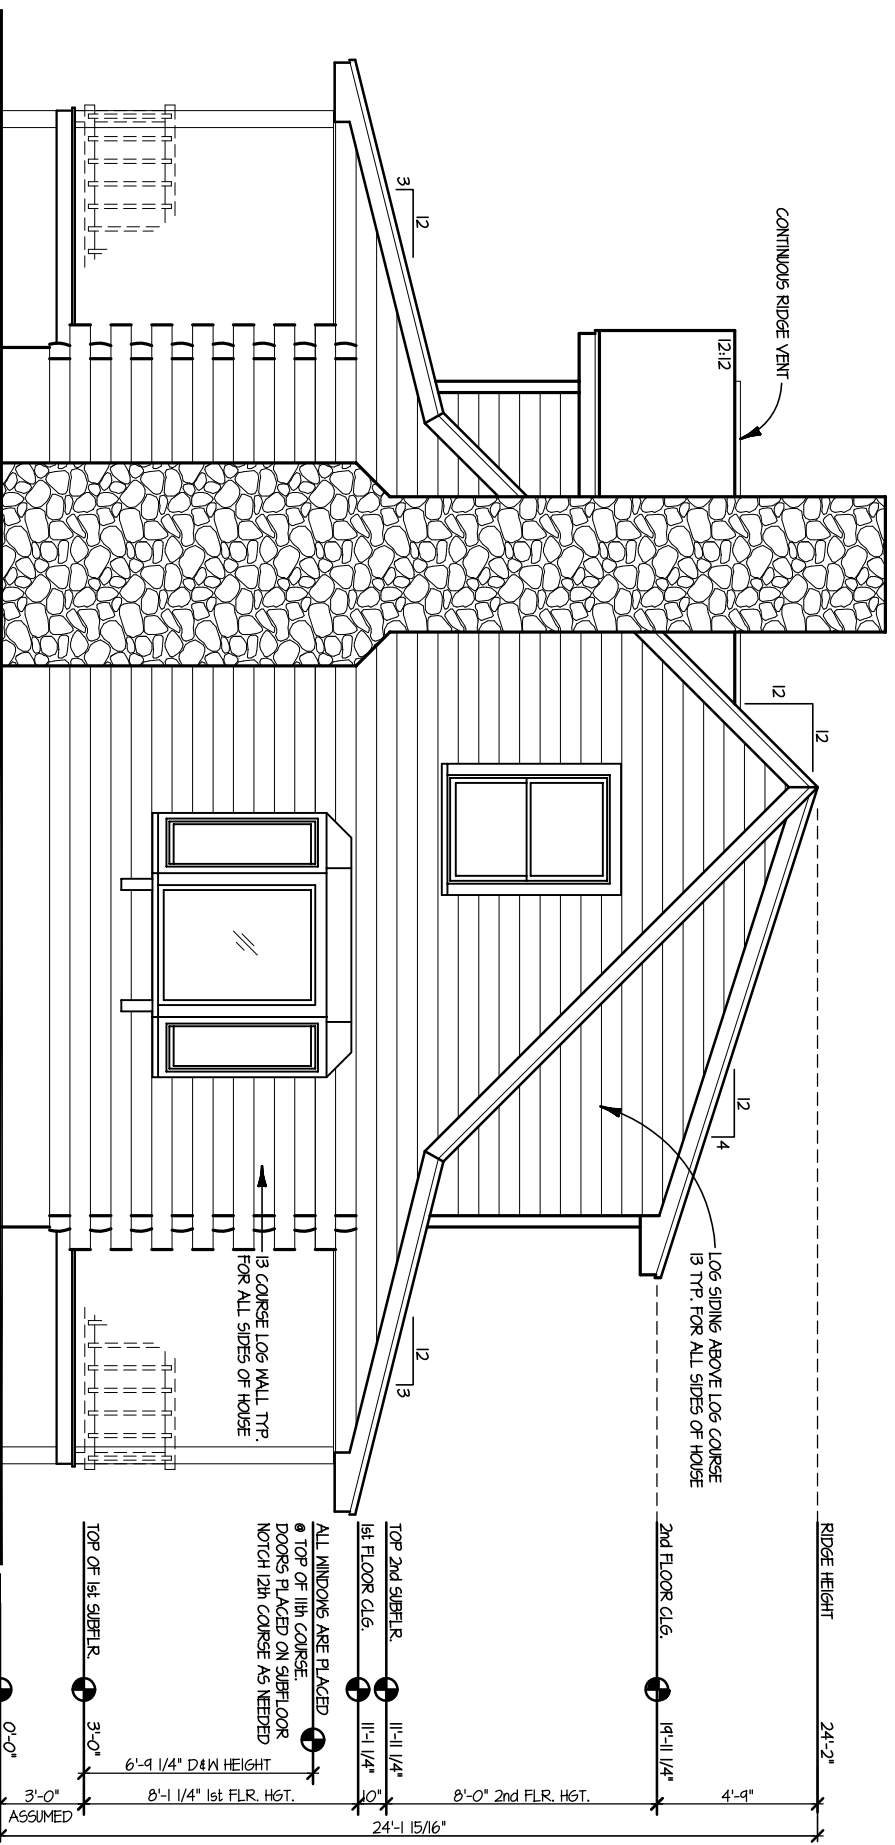 CONTINUOUS RIDGE VENT
12:12
3
12
12
12
12
4
12
3
LOG SIDING ABOVE LOG COURSE
13 TYP. FOR ALL SIDES OF HOUSE
13 COURSE LOG WALL TYP.
FOR ALL SIDES OF HOUSE
RIDGE HEIGHT 24'-2"
2nd FLOOR CLG. 19'-11 1/4"
TOP 2nd SUBFLR. 11'-11 1/4"
1st FLOOR CLG. 11'-1 1/4"
ALL WINDOWS ARE PLACED
@ TOP OF 11th COURSE.
DOORS PLACED ON SUBFLOOR
NOTCH 12th COURSE AS NEEDED
TOP OF 1st SUBFLR. 3'-0"
0'-0"
6'-9 1/4" D&W HEIGHT
3'-0"
ASSUMED
8'-1 1/4" 1st FLR. HGT.
10"
8'-0" 2nd FLR. HGT.
4'-9"
24'-1 15/16"